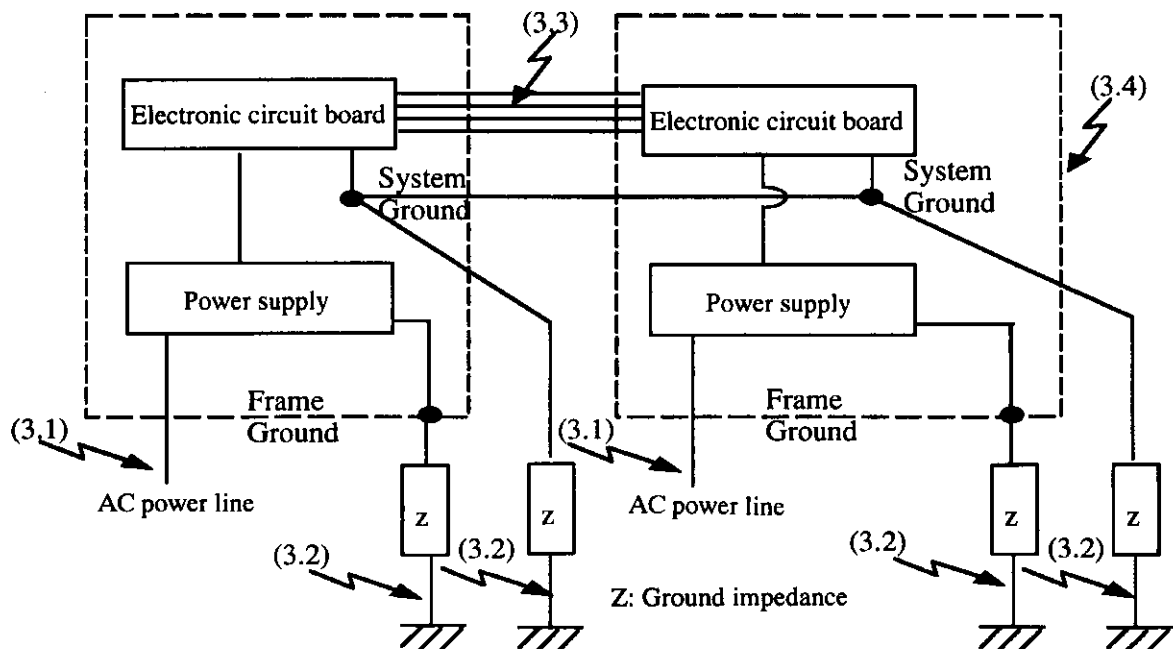 (3.3)
(3.4)
Electronic circuit board
Electronic circuit board
System
Ground
System
Ground
Power supply
Power supply
Frame
Ground
Frame
Ground
(3.1)
(3.1)
AC power line
AC power line
z
z
z
z
(3.2)
(3.2)
(3.2)
(3.2)
Z: Ground impedance